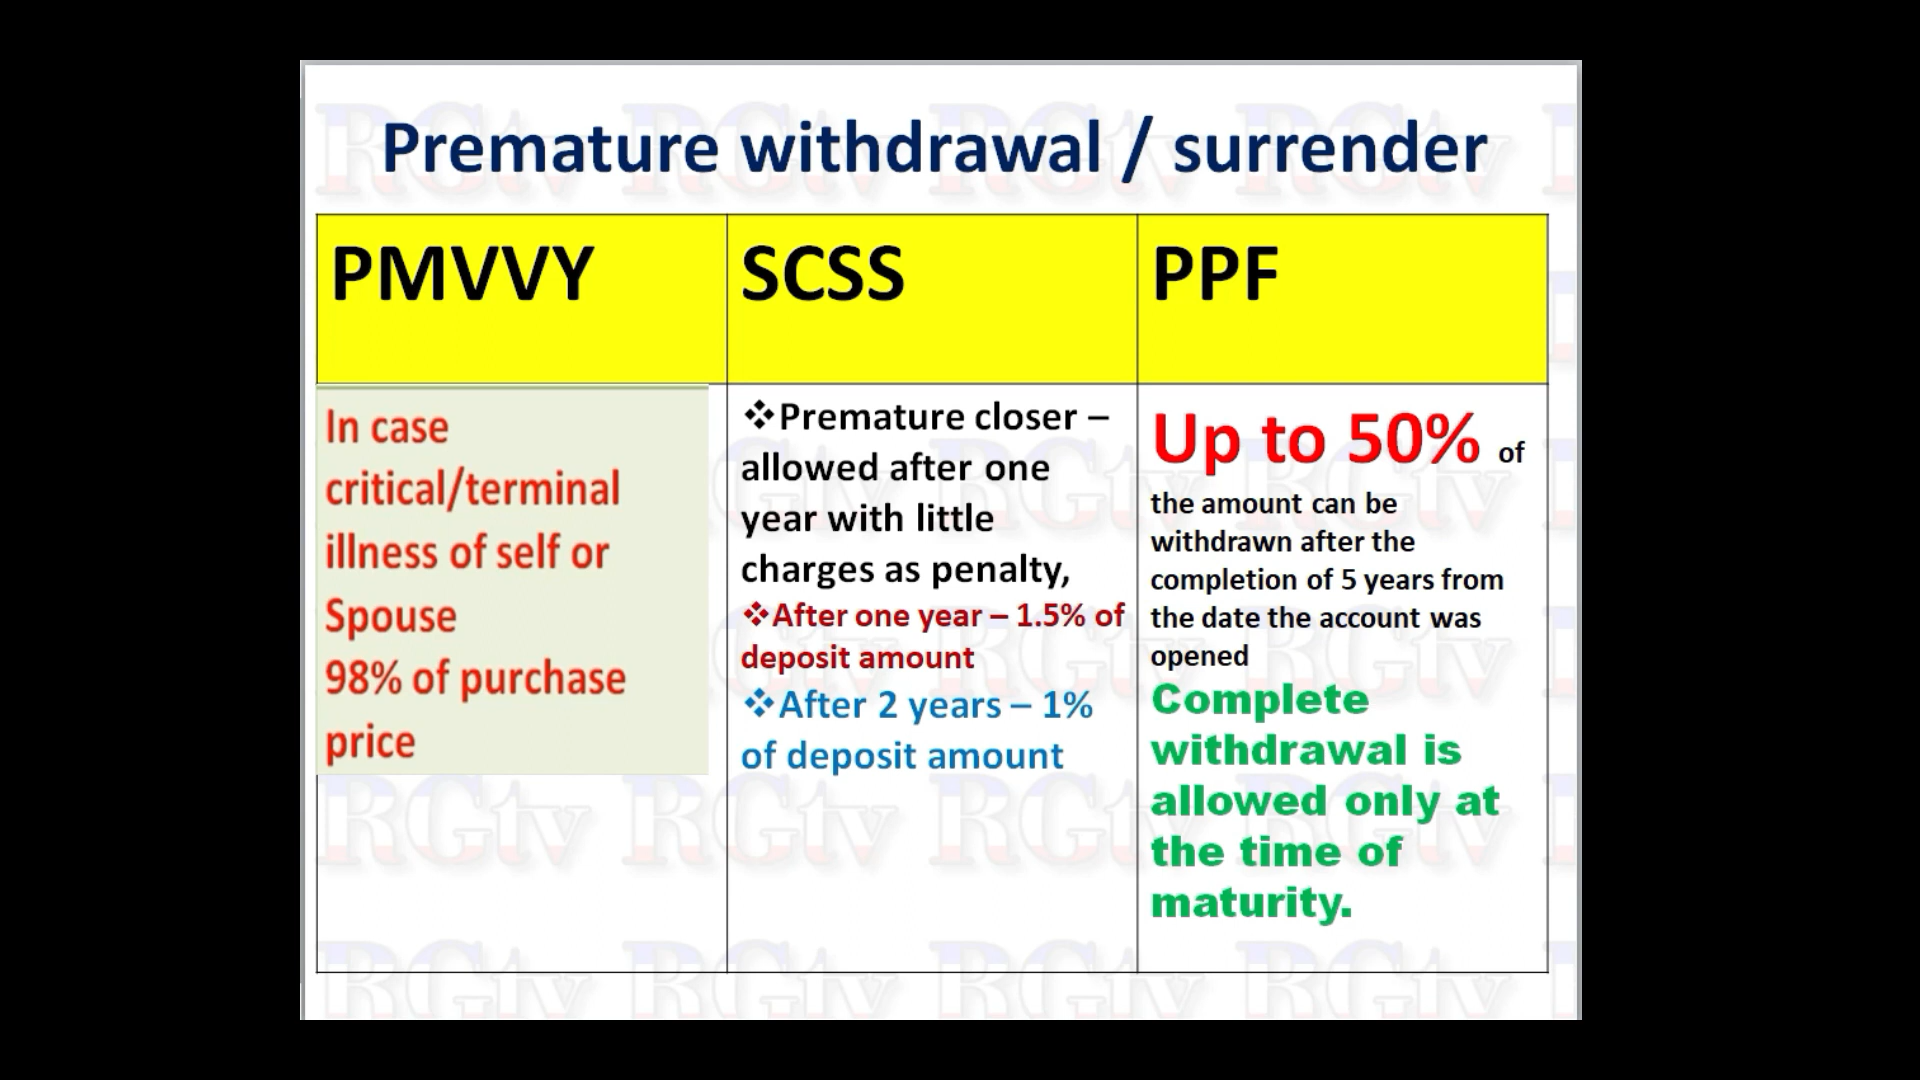 Premature withdrawal / surrender
PMVVY
SCSS
PPF
In case
critical/terminal
illness of self or
Spouse
98% of purchase
price
❖Premature closer –
allowed after one
year with little
charges as penalty,
❖After one year – 1.5% of
deposit amount
❖After 2 years – 1%
of deposit amount
Up to 50% of
the amount can be
withdrawn after the
completion of 5 years from
the date the account was
opened
Complete
withdrawal is
allowed only at
the time of
maturity.
RGtv RGtv RGtv RGtv